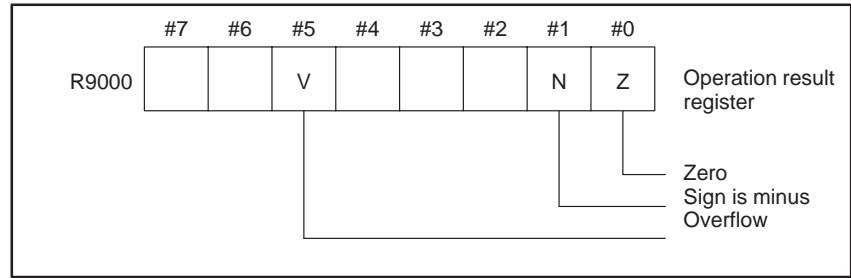 #7 #6 #5 #4 #3 #2 #1 #0
R9000 V N Z Operation result
register
Zero
Sign is minus
Overflow